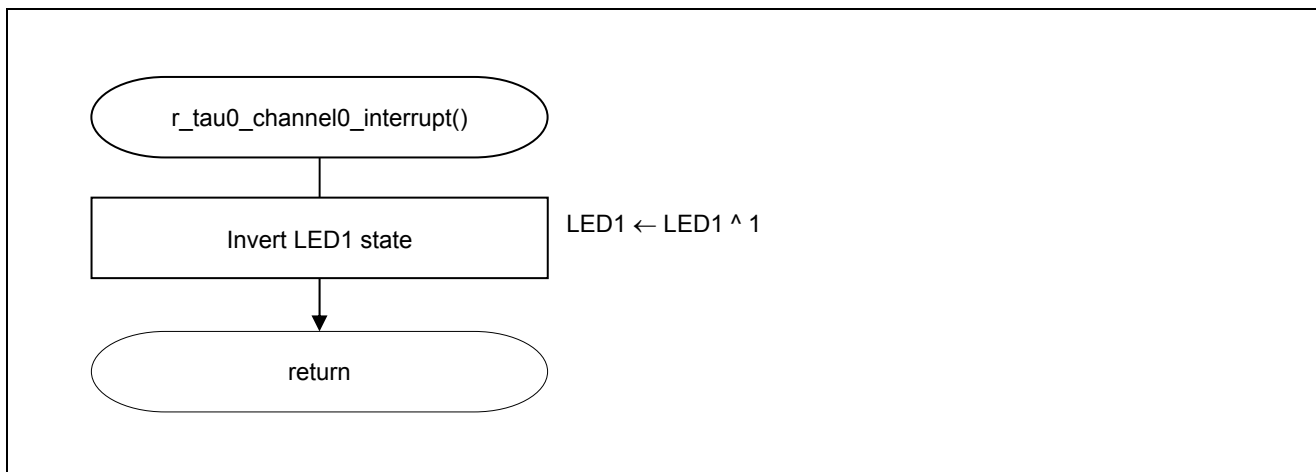 r_tau0_channel0_interrupt()
Invert LED1 state
LED1 ← LED1 ^ 1
return